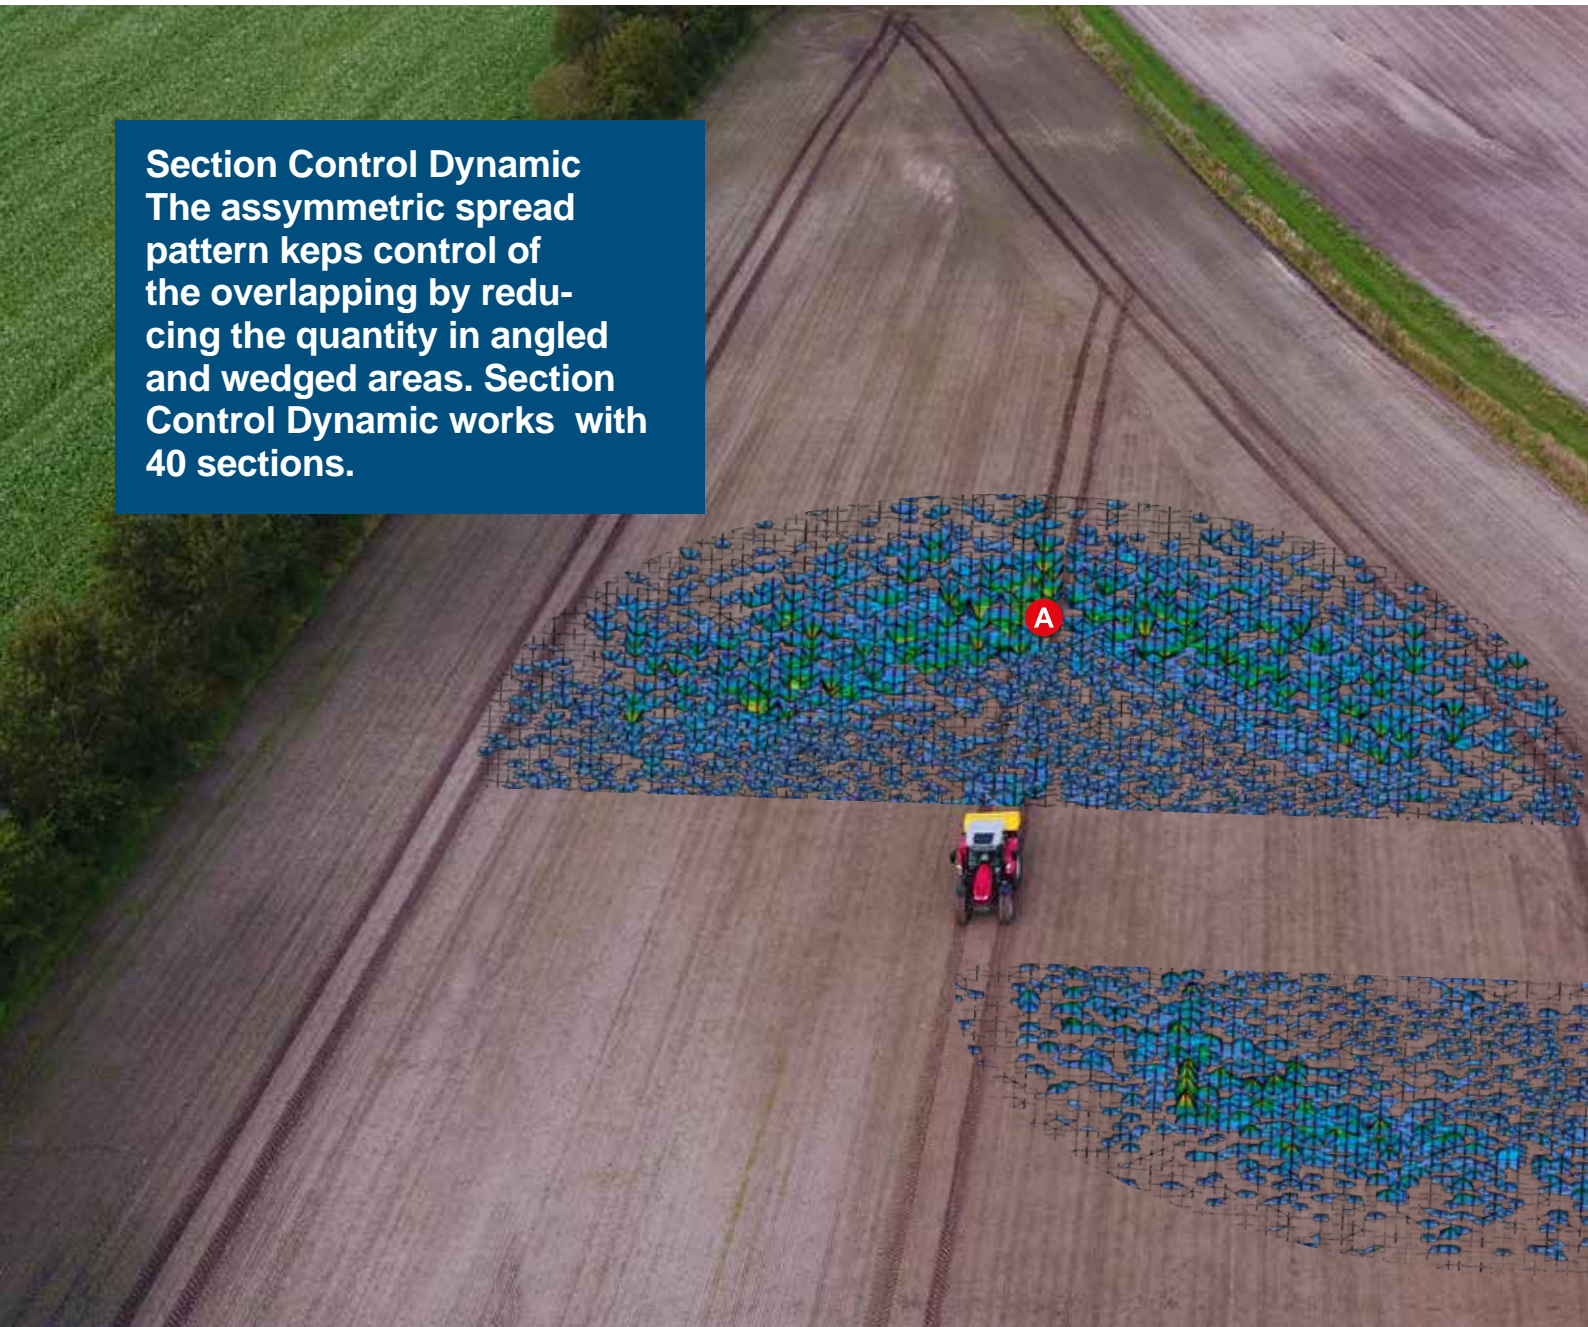 Section Control Dynamic
The assymmetric spread
pattern keps control of
the overlapping by redu-
cing the quantity in angled
and wedged areas. Section
Control Dynamic works  with
40 sections.
A